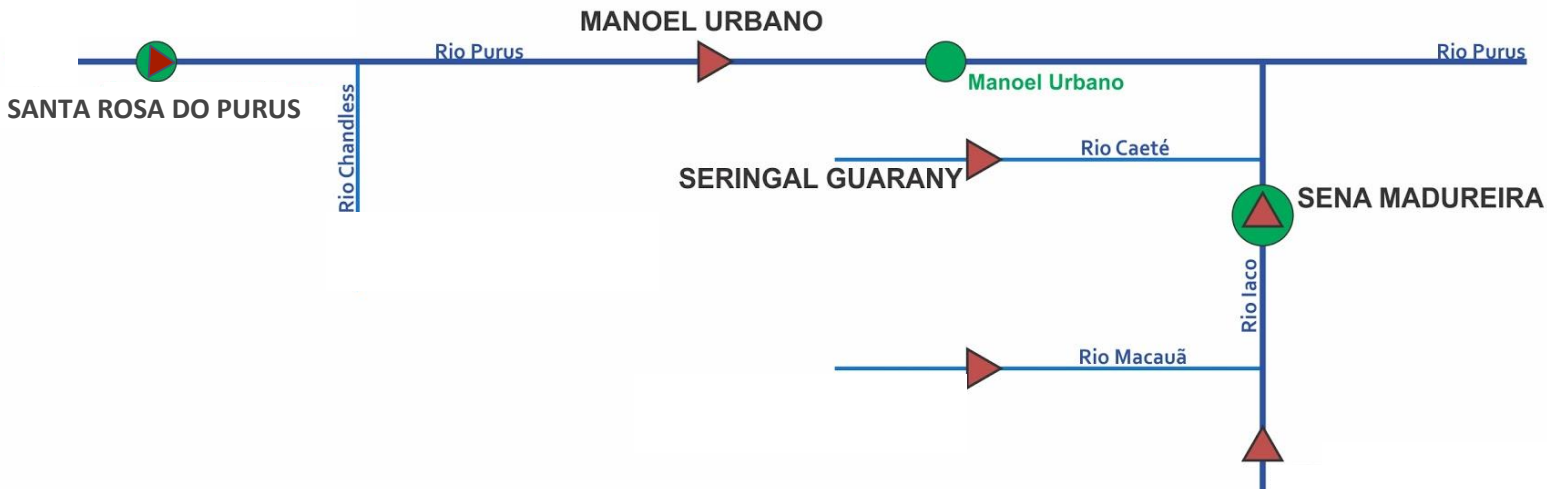 MANOEL URBANO
Rio Purus
Rio Purus
Manoel Urbano
SANTA ROSA DO PURUS
Rio Chandless
Rio Caeté
SERINGAL GUARANY
SENA MADUREIRA
Rio Iaco
Rio Macauã